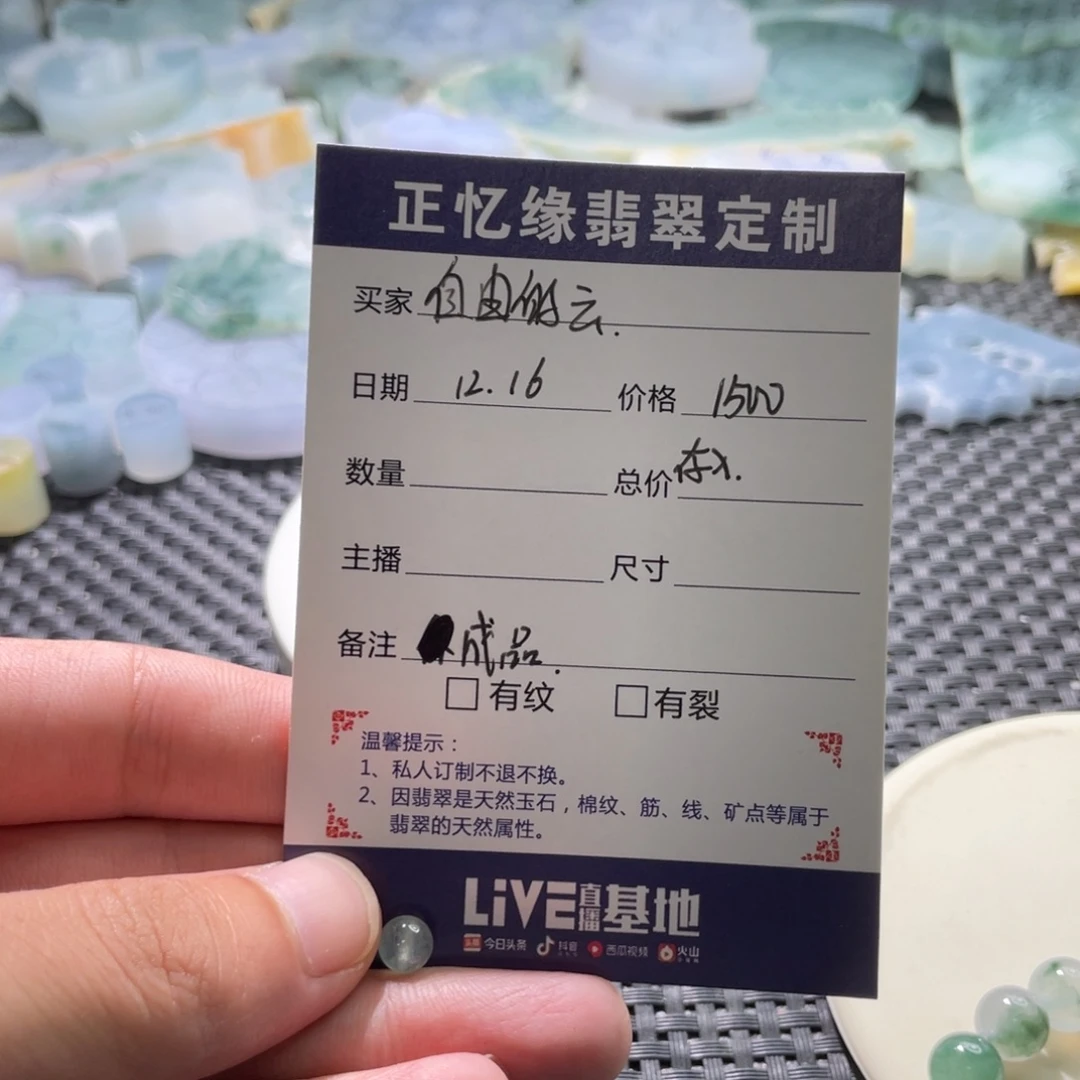 正忆缘翡翠定制
买家 自由的云.
日期 12.16 价格 1500
数量 总价
主播 尺寸
备注 成品.
□有纹 □有裂
温馨提示：
1、私人订制不退不换。
2、因翡翠是天然玉石，棉纹、筋、线、矿点等属于
翡翠的天然属性。
LiVE直播基地
头条 今日头条 抖音 西瓜视频 火山